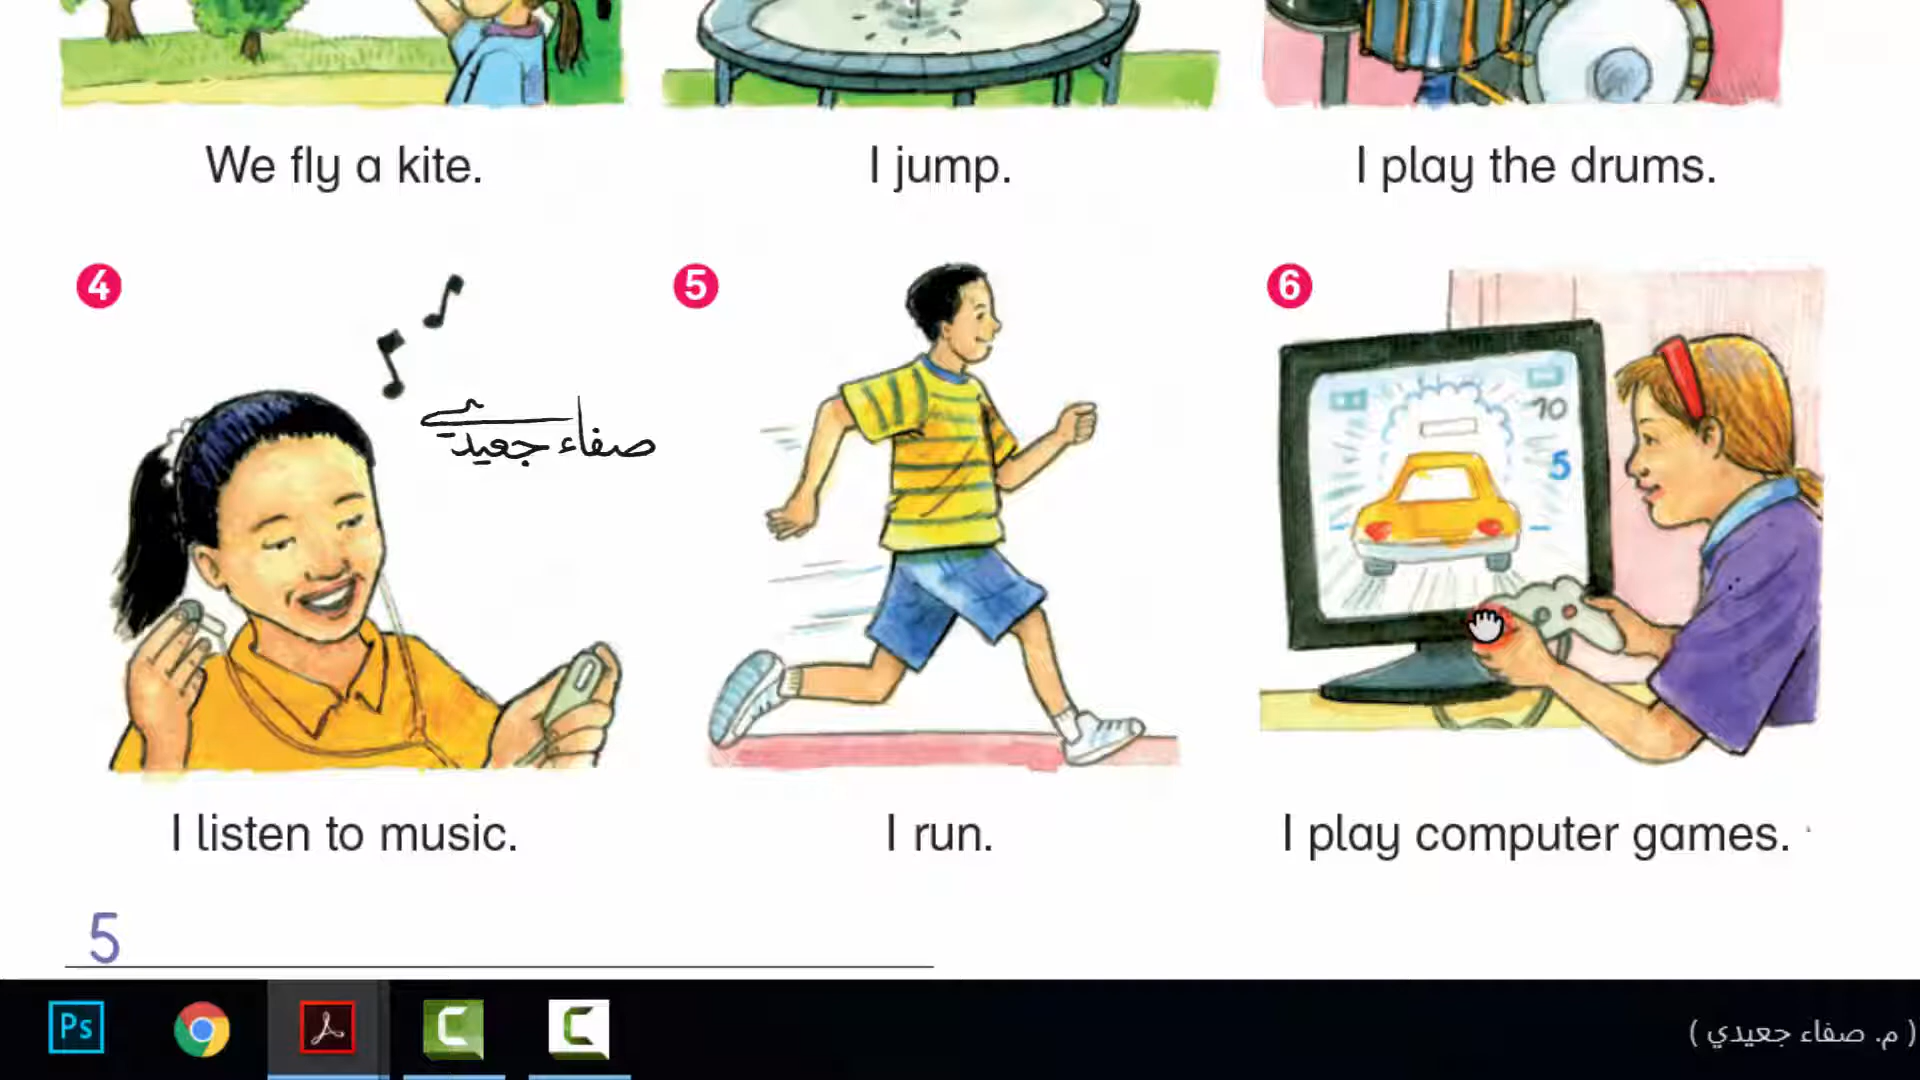 We fly a kite.
I jump.
I play the drums.
4
5
6
صفاء جعيدي
10
5
I listen to music.
I run.
I play computer games.
5
Ps
( م. صفاء جعيدي )